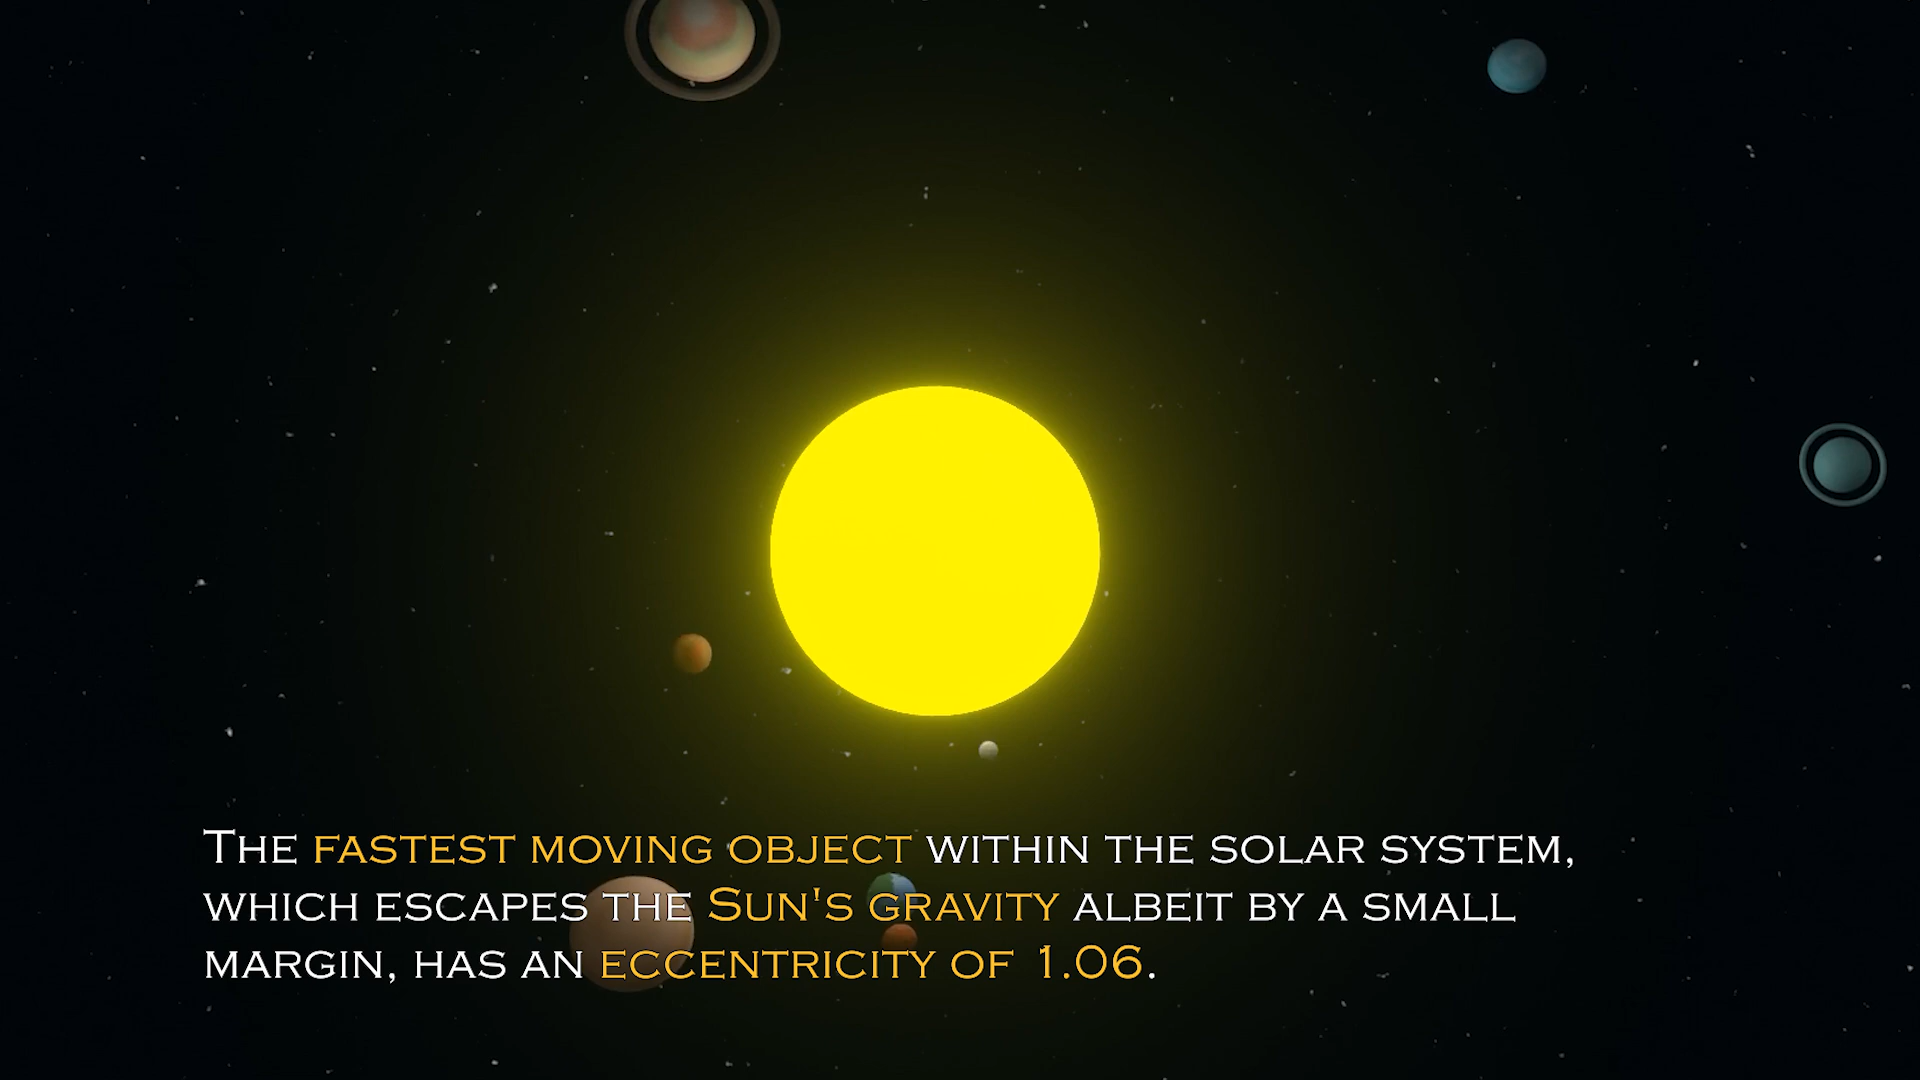 The fastest moving object within the solar system,
which escapes the Sun's gravity albeit by a small
margin, has an eccentricity of 1.06.